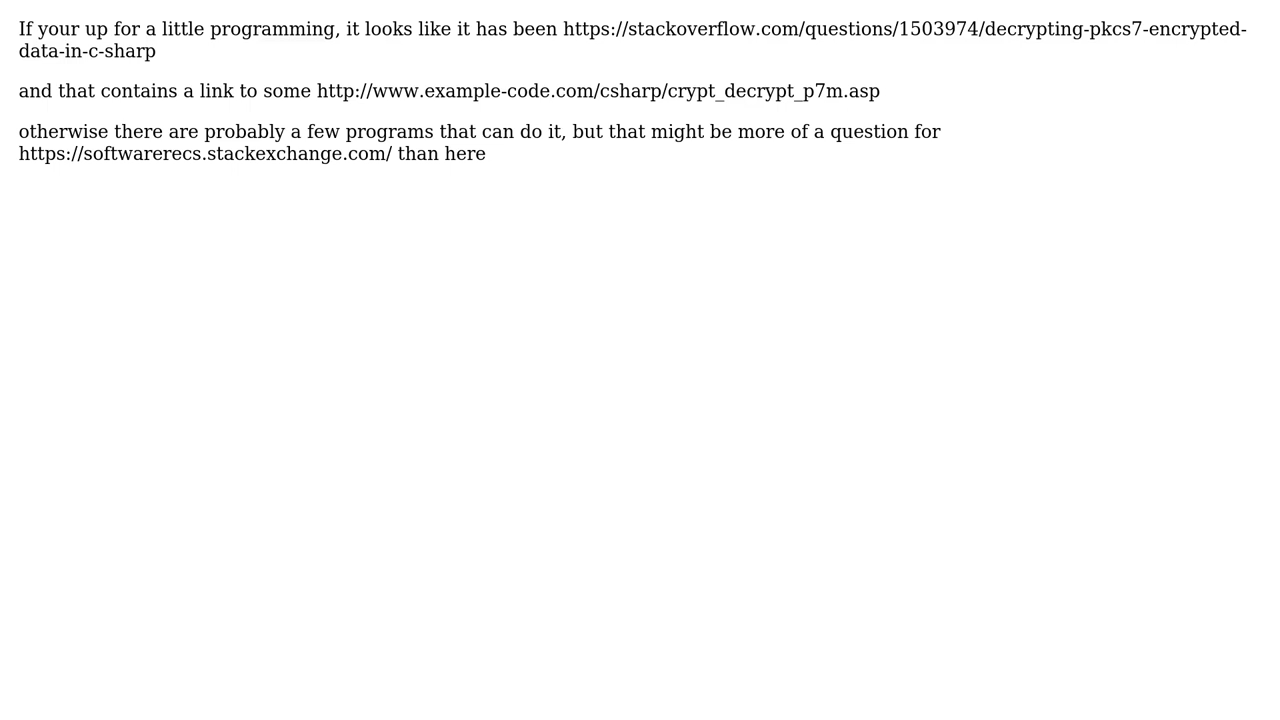 If your up for a little programming, it looks like it has been https://stackoverflow.com/questions/1503974/decrypting-pkcs7-encrypted-
data-in-c-sharp
and that contains a link to some http://www.example-code.com/csharp/crypt_decrypt_p7m.asp
otherwise there are probably a few programs that can do it, but that might be more of a question for
https://softwarerecs.stackexchange.com/ than here